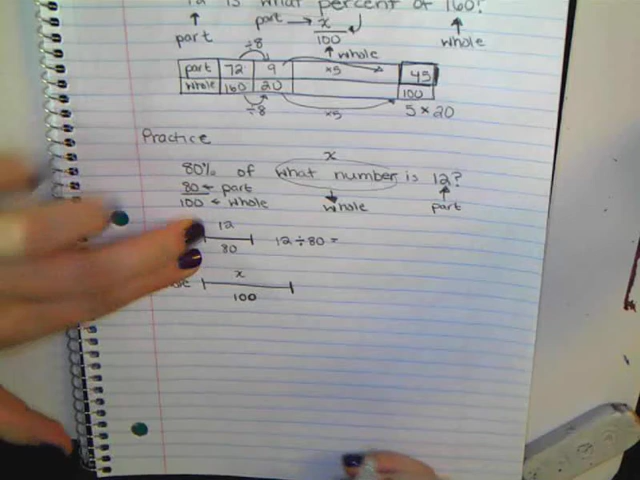 is what percent of 160?
part → x
100
part
whole
whole
÷8
part 72 9 ×5 45
whole 160 20 100
÷8 ×5 5 × 20
Practice
x
80% of what number is 12?
80 ← part
100 ← whole
whole
part
12
80
12 ÷ 80 =
x
100